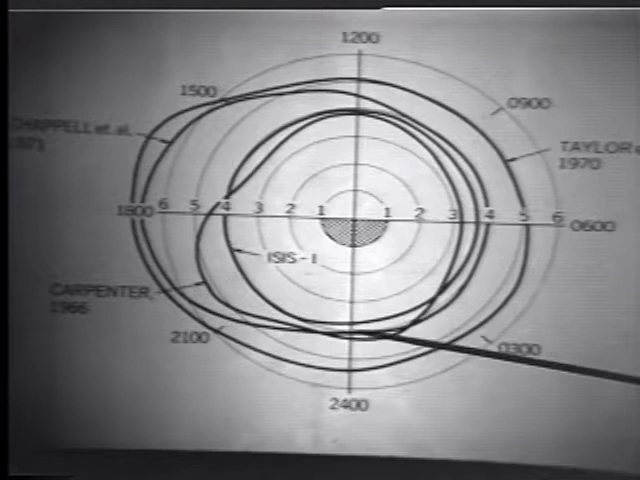 1200
1500
0900
CHAPPELL et. al.
1971
TAYLOR
1970
1800 6 5 4 3 2 1 1 2 3 4 5 6 0600
ISIS-I
CARPENTER,
1966
2100
0300
2400